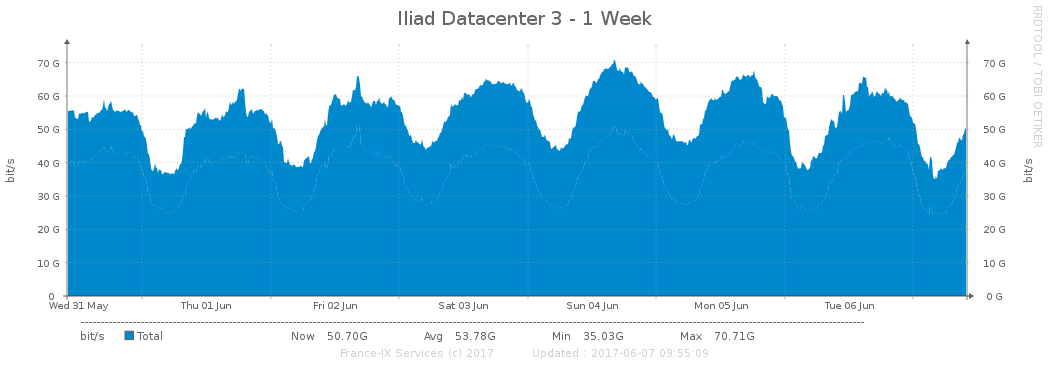 Iliad Datacenter 3 - 1 Week
RRDTOOL / TOBI OETIKER
bit/s
70 G
60 G
50 G
40 G
30 G
20 G
10 G
0
70 G
60 G
50 G
40 G
30 G
20 G
10 G
0 G
bit/s
Wed 31 May Thu 01 Jun Fri 02 Jun Sat 03 Jun Sun 04 Jun Mon 05 Jun Tue 06 Jun
bit/s Total Now 50.70G Avg 53.78G Min 35.03G Max 70.71G
France-IX Services (c) 2017 Updated : 2017-06-07 09:55:09